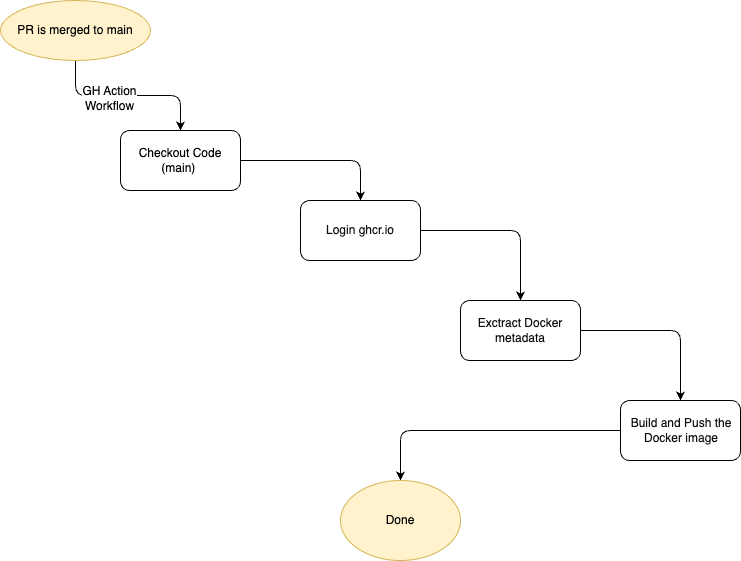 PR is merged to main
GH Action
Workflow
Checkout Code
(main)
Login ghcr.io
Exctract Docker
metadata
Build and Push the
Docker image
Done